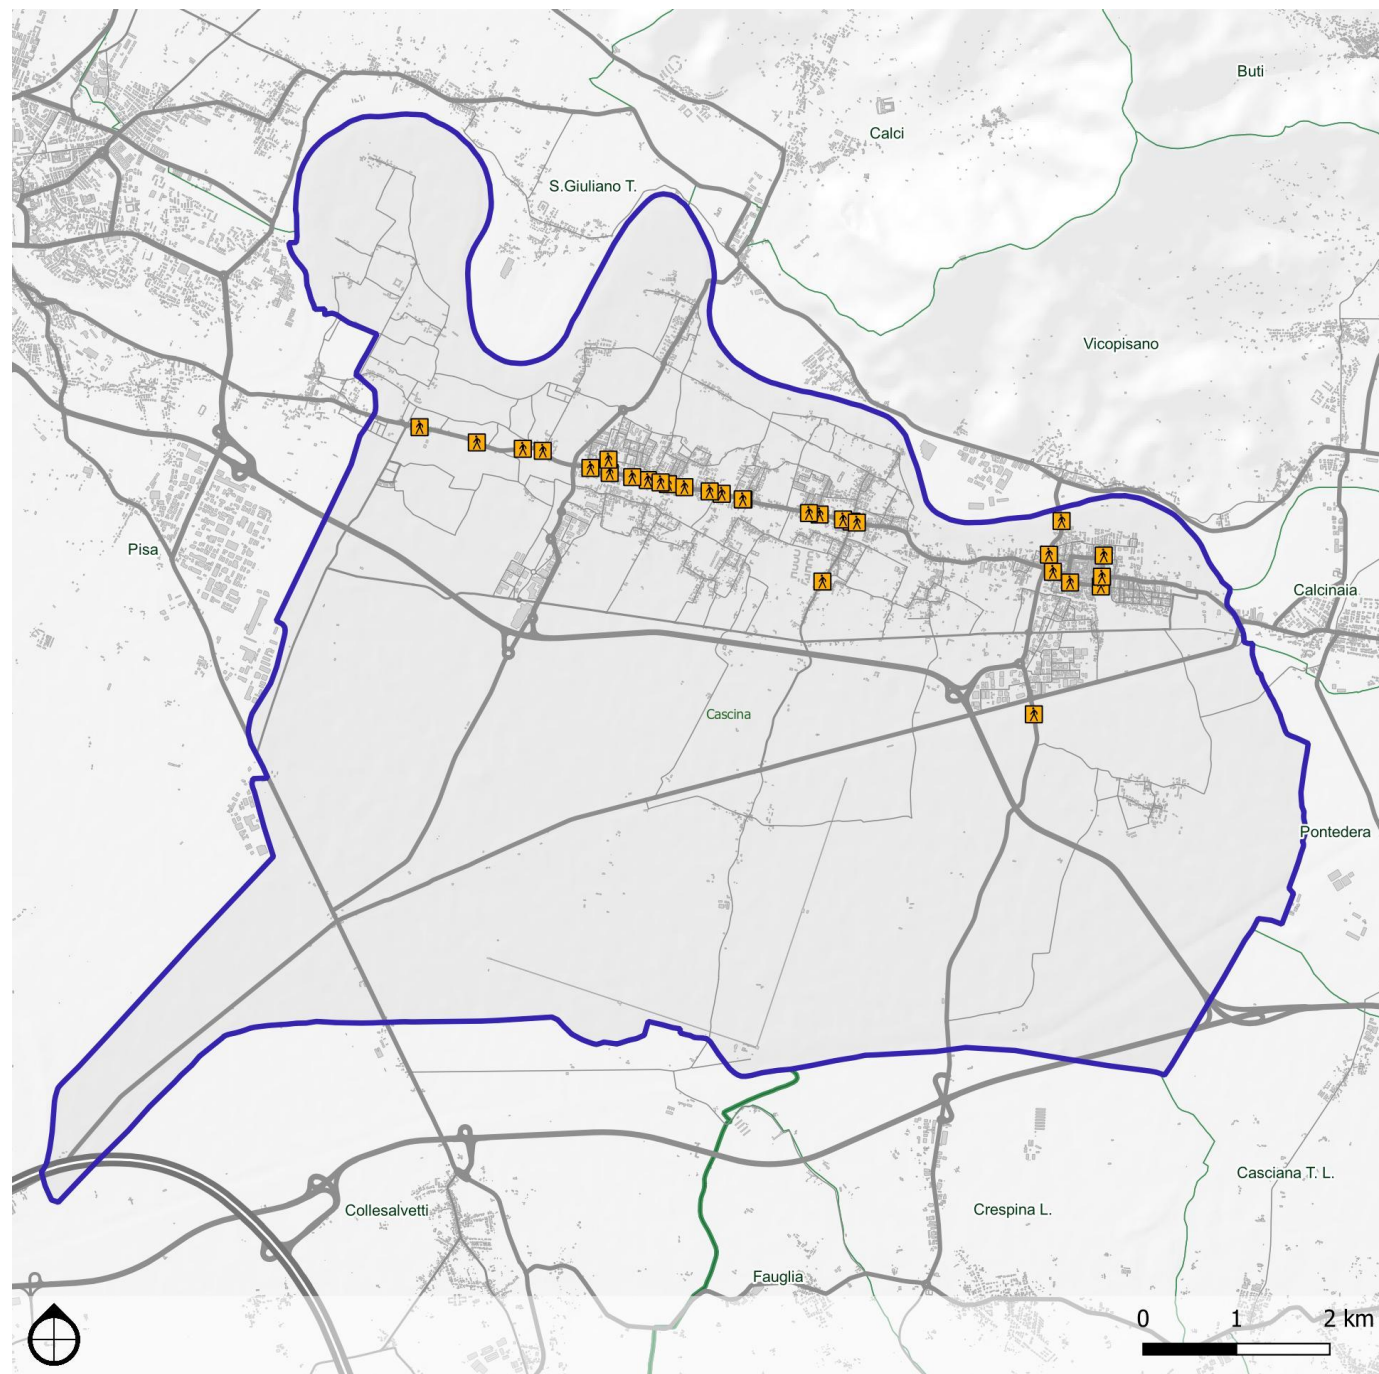 Buti
Calci
S.Giuliano T.
Vicopisano
Pisa
Calcinaia
Cascina
Pontedera
Casciana T. L.
Collesalvetti
Crespina L.
Fauglia
0 1 2 km